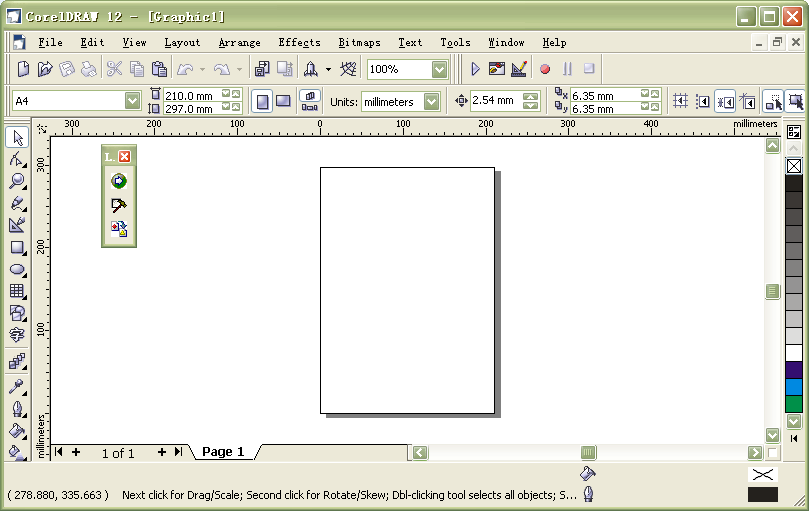 CorelDRAW 12 - [Graphic1]
File Edit View Layout Arrange Effects Bitmaps Text Tools Window Help
100%
A4 210.0 mm 297.0 mm Units: millimeters 2.54 mm 6.35 mm 6.35 mm
300 200 100 0 100 200 300 400 millimeters
L..
300
200
100
millimeters
1 of 1 Page 1
( 278.880, 335.663 ) Next click for Drag/Scale; Second click for Rotate/Skew; Dbl-clicking tool selects all objects; S...